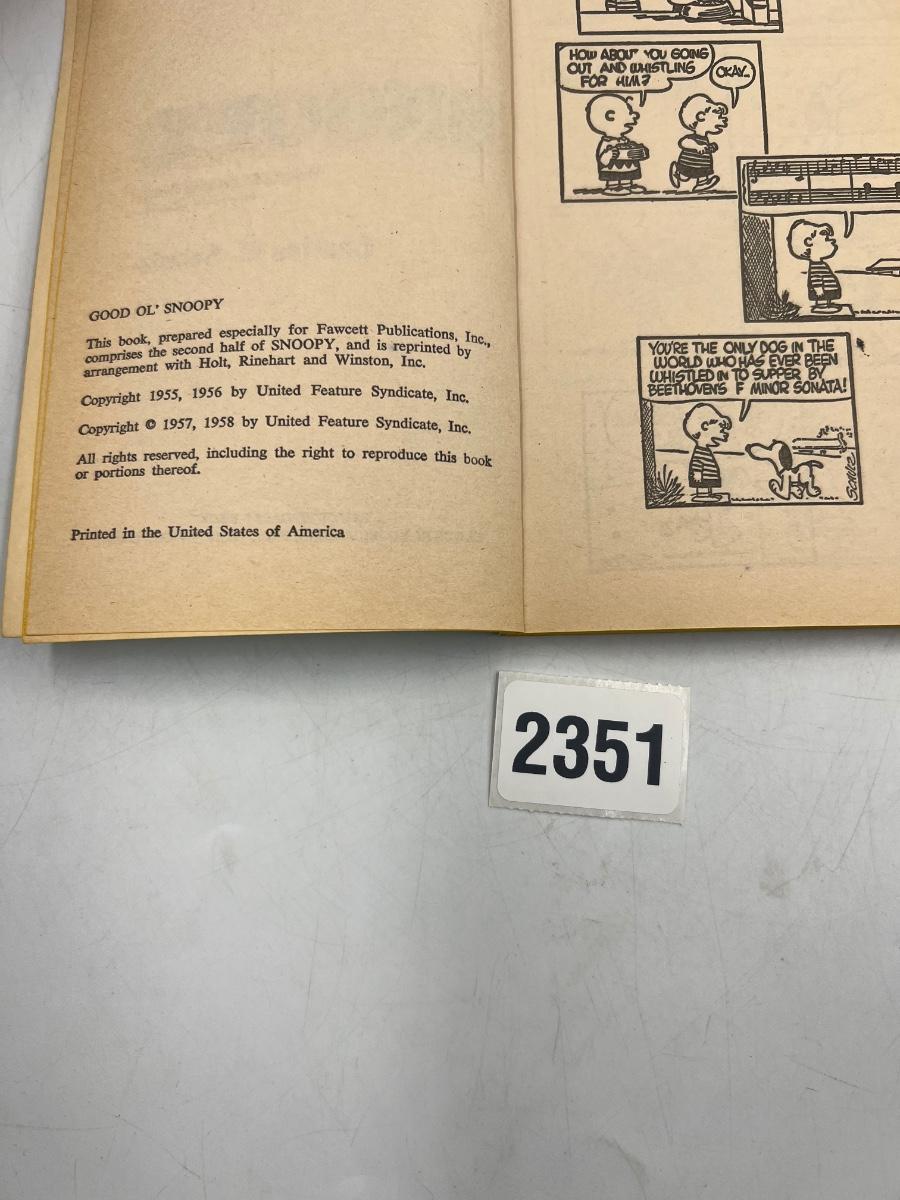 GOOD OL' SNOOPY
This book, prepared especially for Fawcett Publications, Inc.,
comprises the second half of SNOOPY, and is reprinted by
arrangement with Holt, Rinehart and Winston, Inc.
Copyright 1955, 1956 by United Feature Syndicate, Inc.
Copyright © 1957, 1958 by United Feature Syndicate, Inc.
All rights reserved, including the right to reproduce this book
or portions thereof.
Printed in the United States of America
HOW ABOUT YOU GOING
OUT AND WHISTLING
FOR HIM?
OKAY..
YOU'RE THE ONLY DOG IN THE
WORLD WHO HAS EVER BEEN
WHISTLED IN TO SUPPER BY
BEETHOVEN'S F MINOR SONATA!
SCHULZ
2351